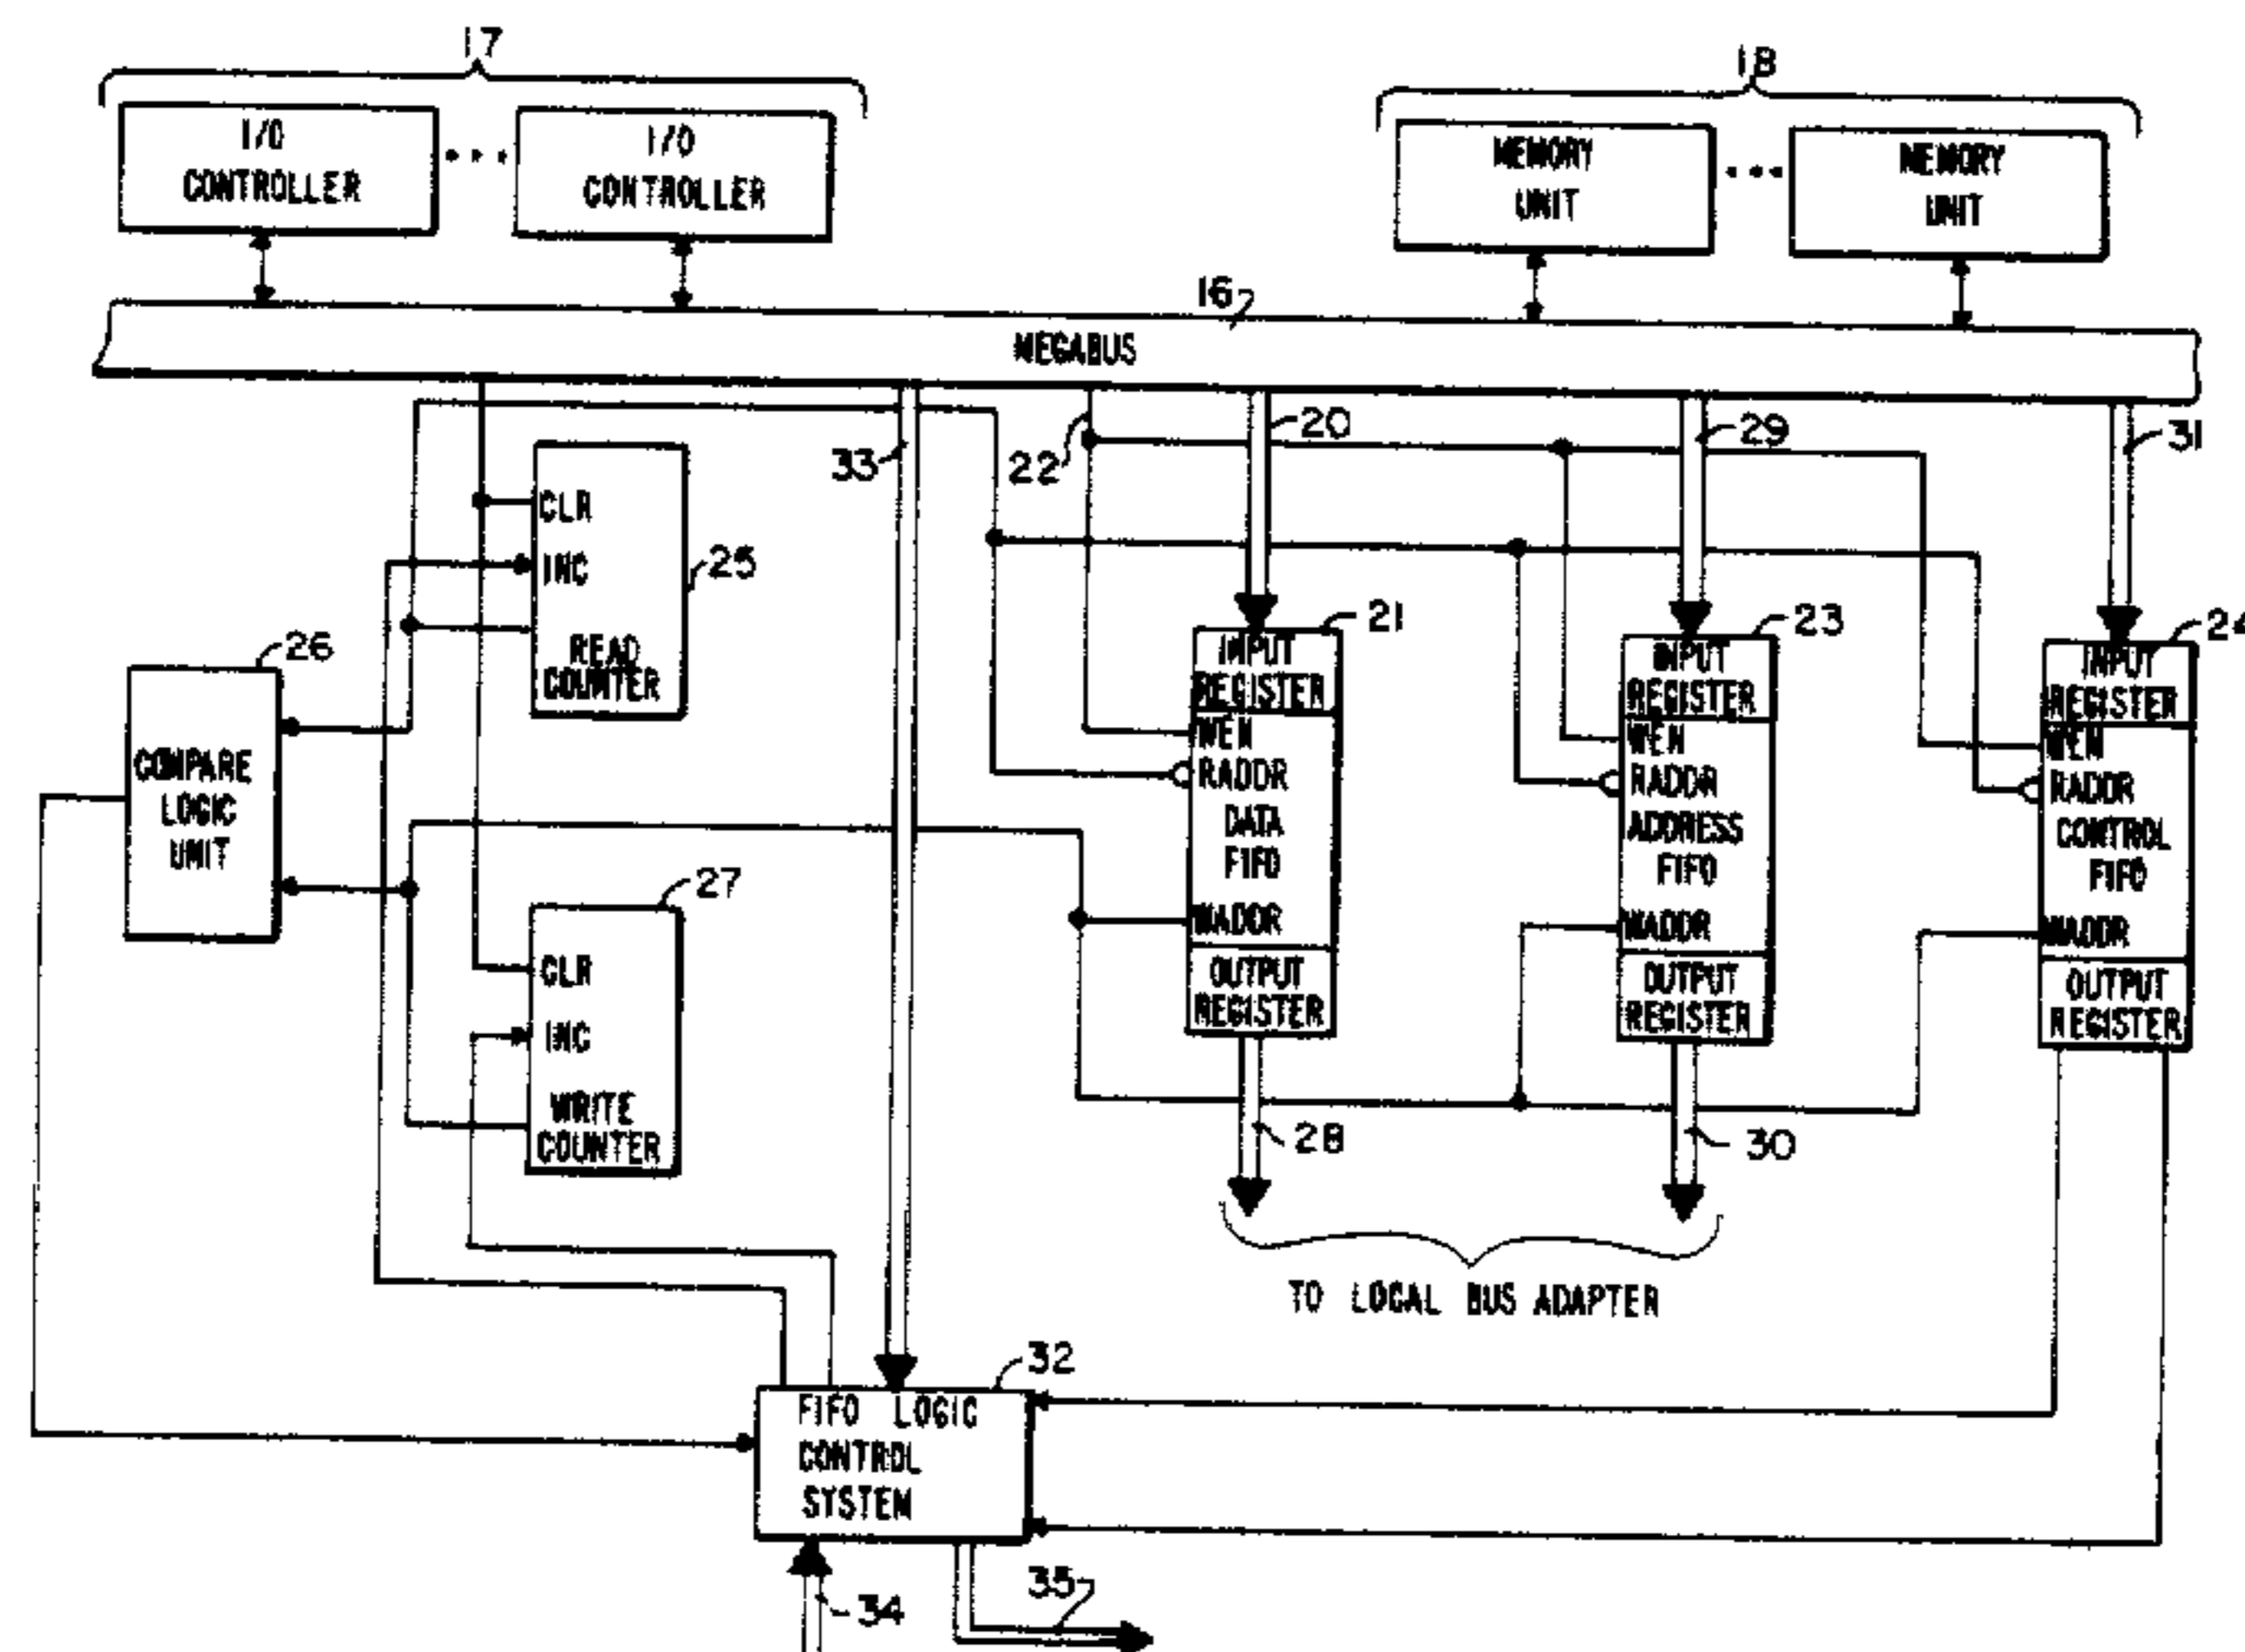 17
18
I/O
CONTROLLER
I/O
CONTROLLER
MEMORY
UNIT
MEMORY
UNIT
16
MEGABUS
33
22
20
29
31
CLR
INC
READ
COUNTER
25
26
COMPARE
LOGIC
UNIT
27
CLR
INC
WRITE
COUNTER
21
INPUT
REGISTER
WEN
RADDR
DATA
FIFO
WADDR
OUTPUT
REGISTER
23
INPUT
REGISTER
WEN
RADDR
ADDRESS
FIFO
WADDR
OUTPUT
REGISTER
24
INPUT
REGISTER
WEN
RADDR
CONTROL
FIFO
WADDR
OUTPUT
REGISTER
28
30
TO LOCAL BUS ADAPTER
32
FIFO LOGIC
CONTROL
SYSTEM
34
35